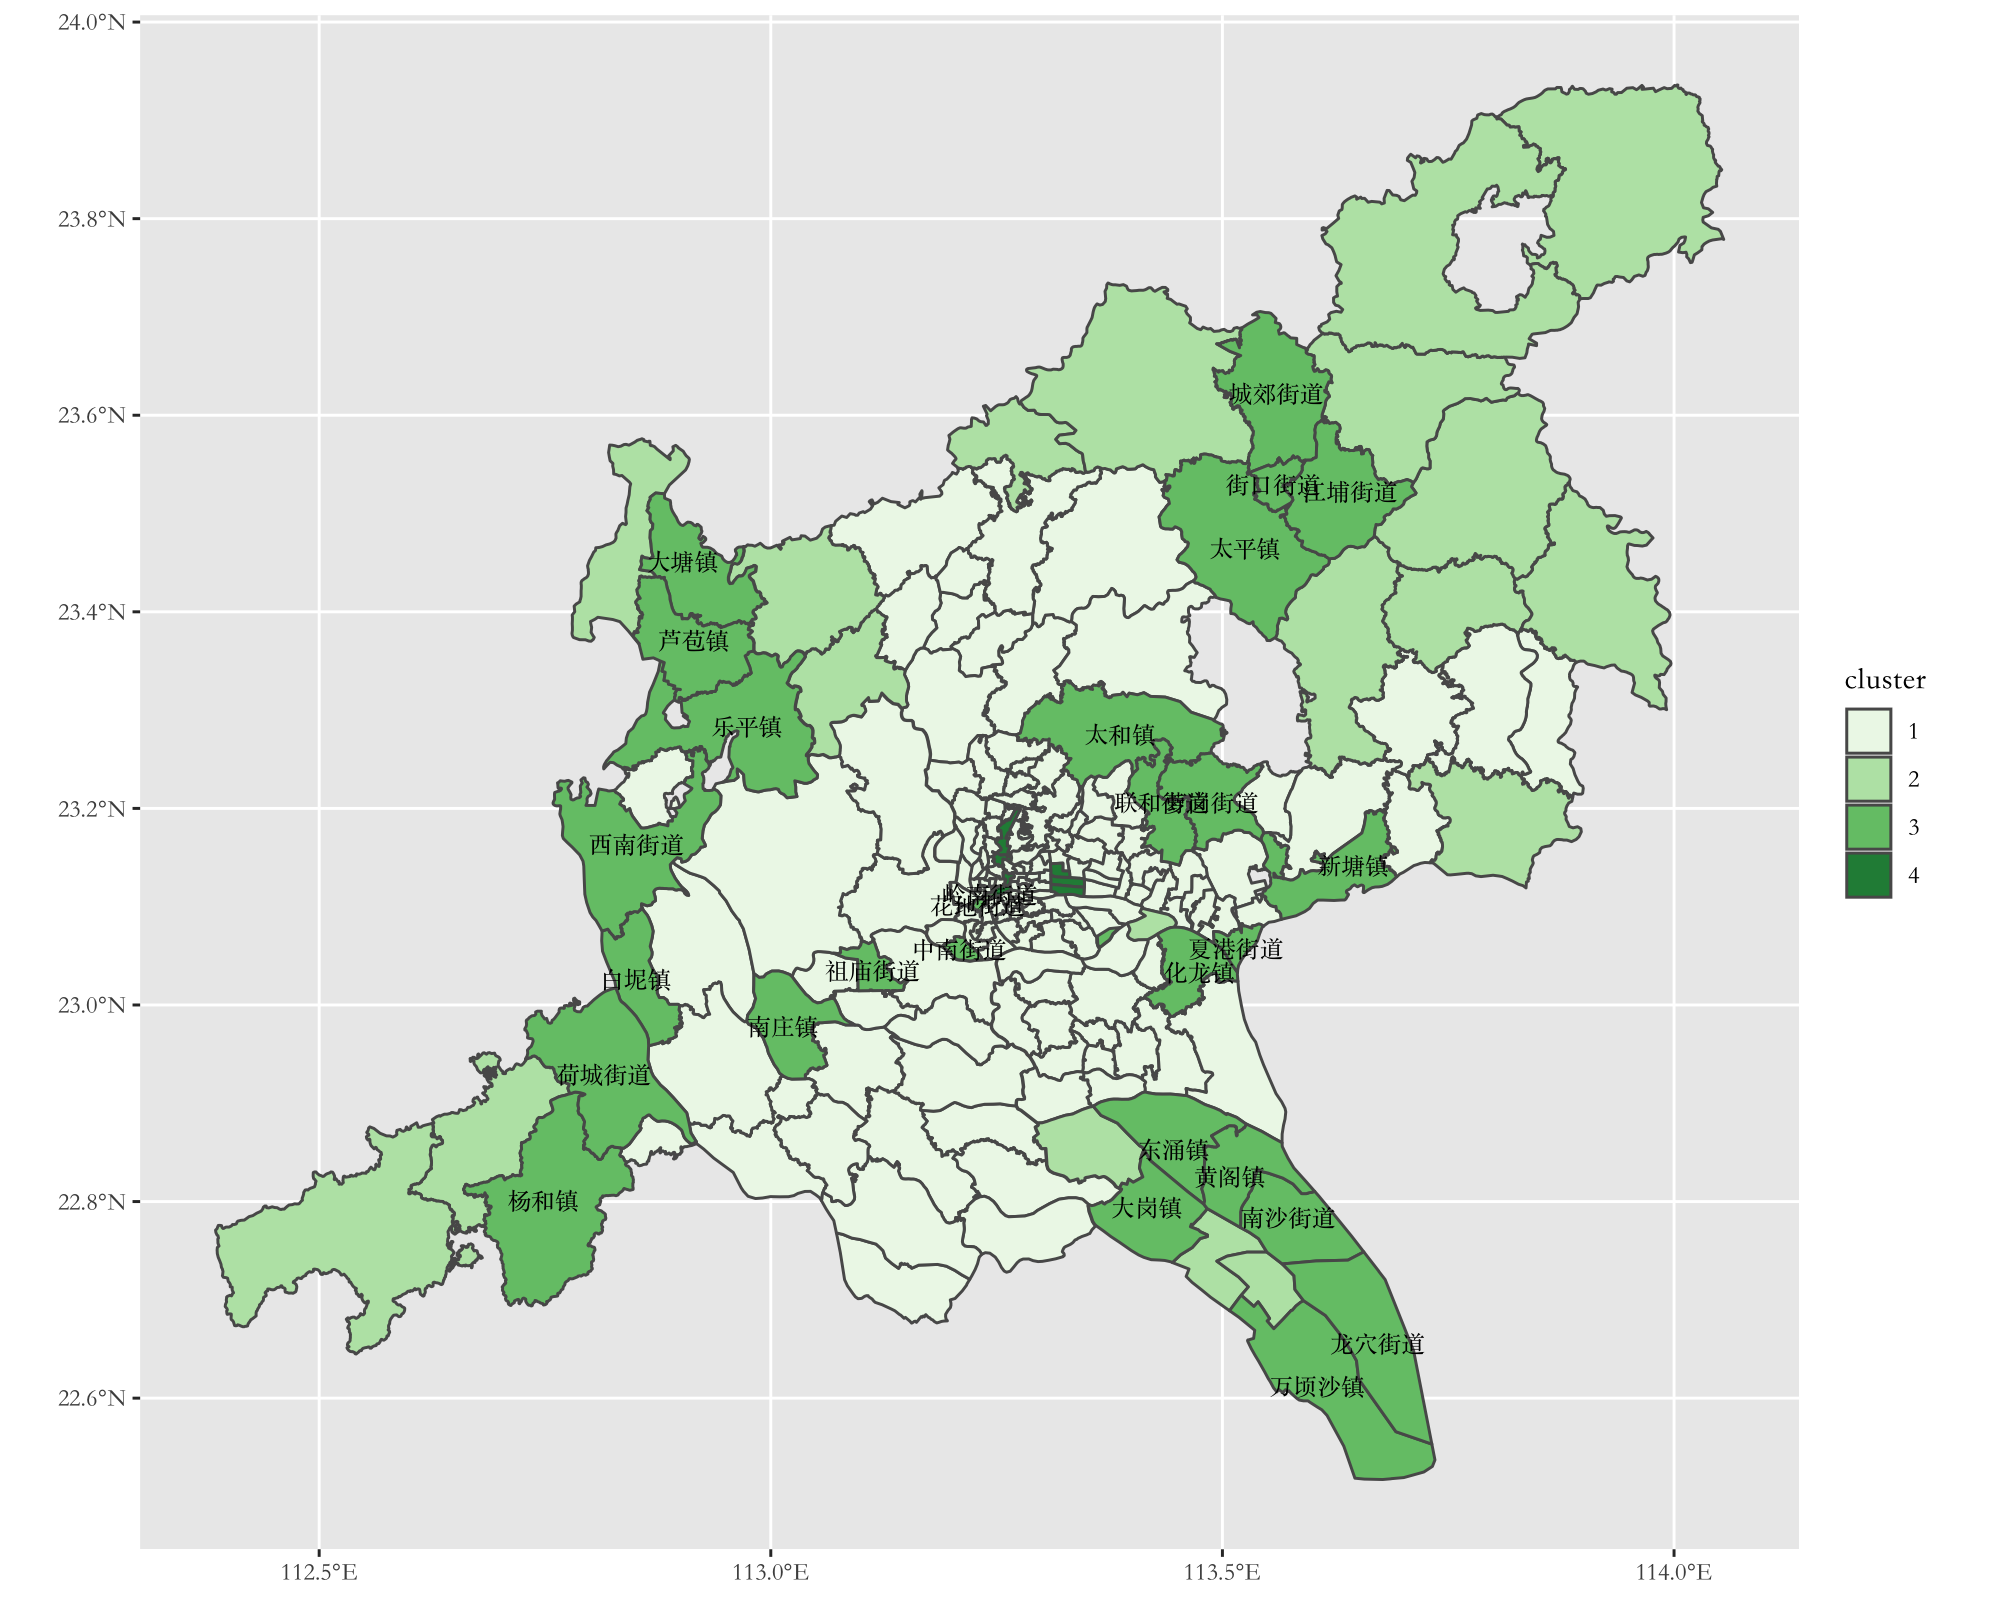 24.0°N
23.8°N
23.6°N
23.4°N
23.2°N
23.0°N
22.8°N
22.6°N
城郊街道
街口街道
江埔街道
太平镇
大塘镇
芦苞镇
乐平镇
太和镇
联和街道
萝岗街道
西南街道
新塘镇
岭南街道
花地街道
中南街道
夏港街道
祖庙街道
化龙镇
白坭镇
南庄镇
荷城街道
东涌镇
黄阁镇
杨和镇
大岗镇
南沙街道
龙穴街道
万顷沙镇
112.5°E
113.0°E
113.5°E
114.0°E
cluster
1
2
3
4